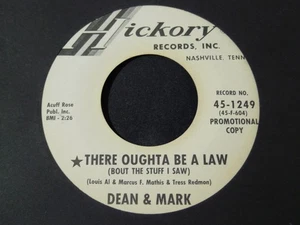 Hickory
RECORDS, INC.
NASHVILLE, TENN
RECORD NO.
45-1249
(45-F-604)
PROMOTIONAL
COPY
Acuff Rose
Publ. Inc.
BMI - 2:26
★THERE OUGHTA BE A LAW
(BOUT THE STUFF I SAW)
(Louis Al & Marcus F. Mathis & Tress Redmon)
DEAN & MARK